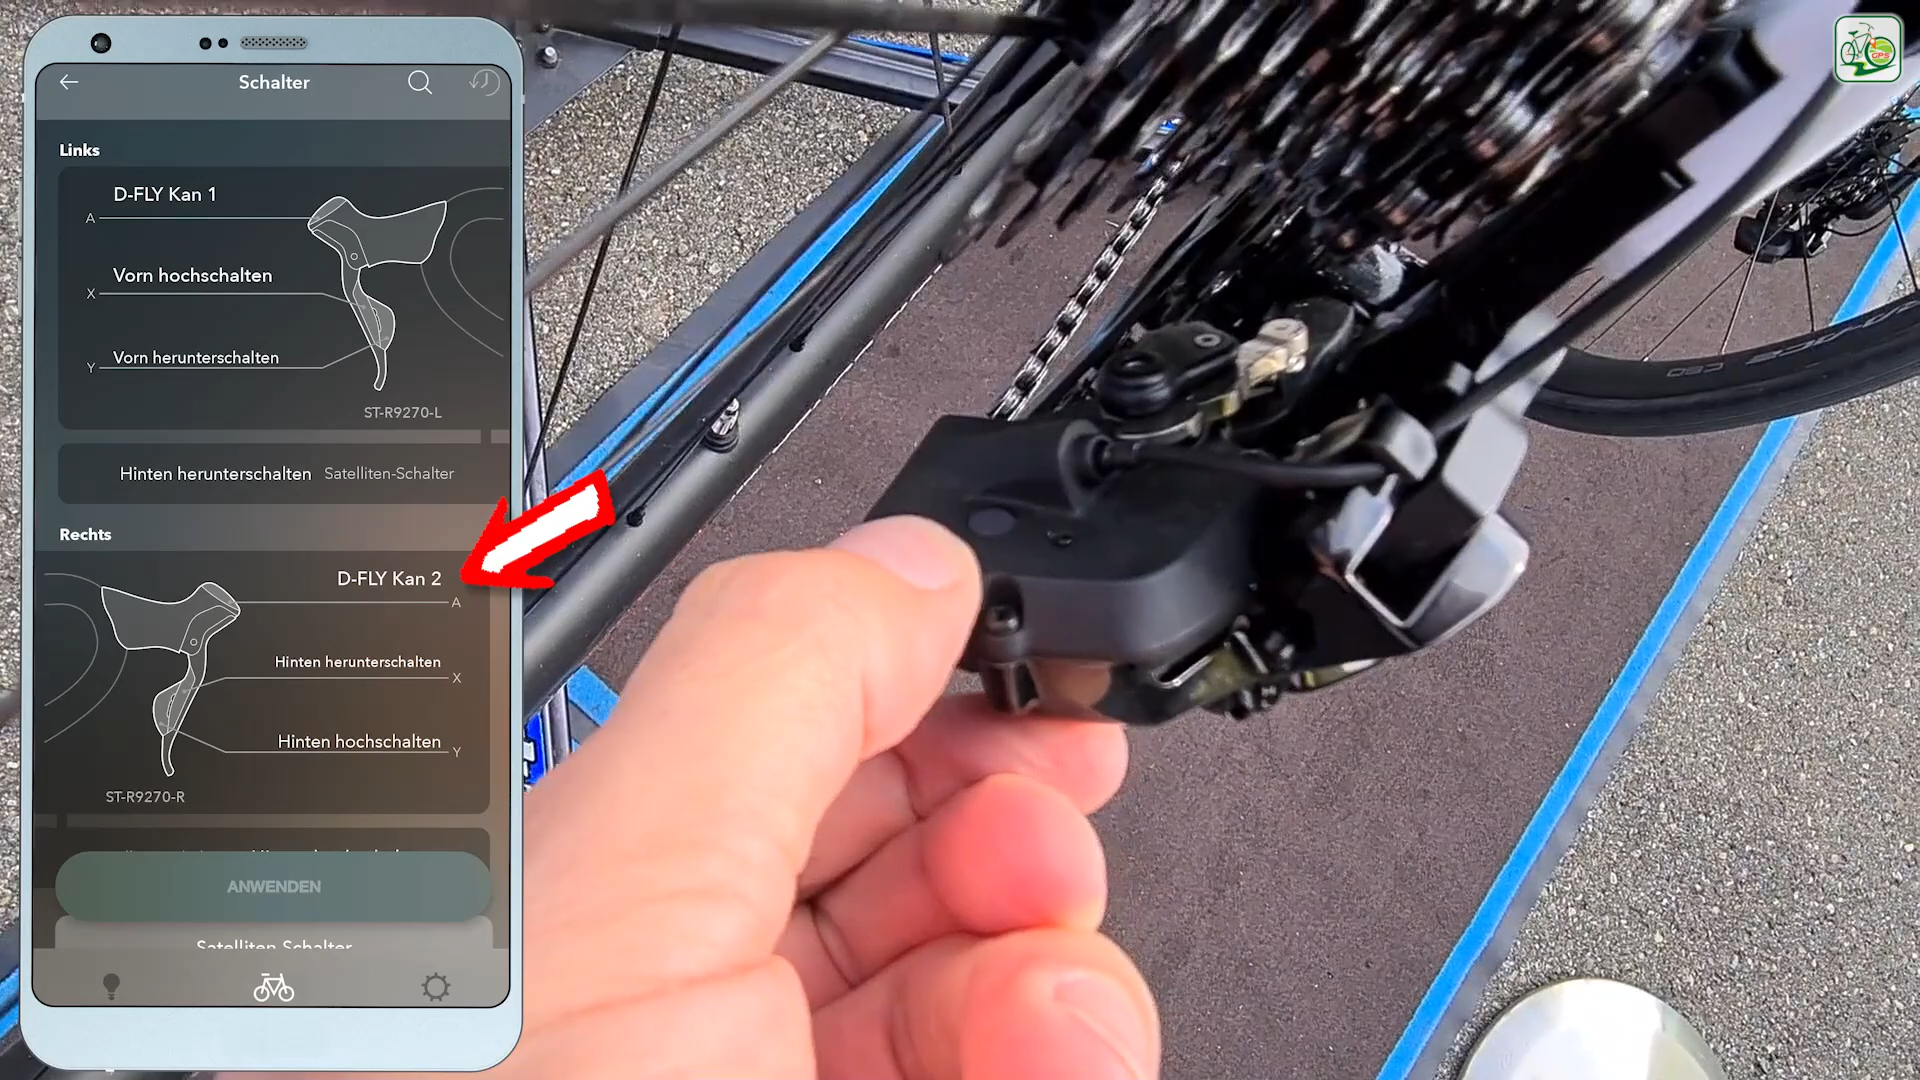 Schalter
Links
D-FLY Kan 1
A
Vorn hochschalten
X
Vorn herunterschalten
Y
ST-R9270-L
Hinten herunterschalten Satelliten-Schalter
Rechts
D-FLY Kan 2
A
Hinten herunterschalten
X
Hinten hochschalten
Y
ST-R9270-R
ANWENDEN
Satelliten Schalter
GPS